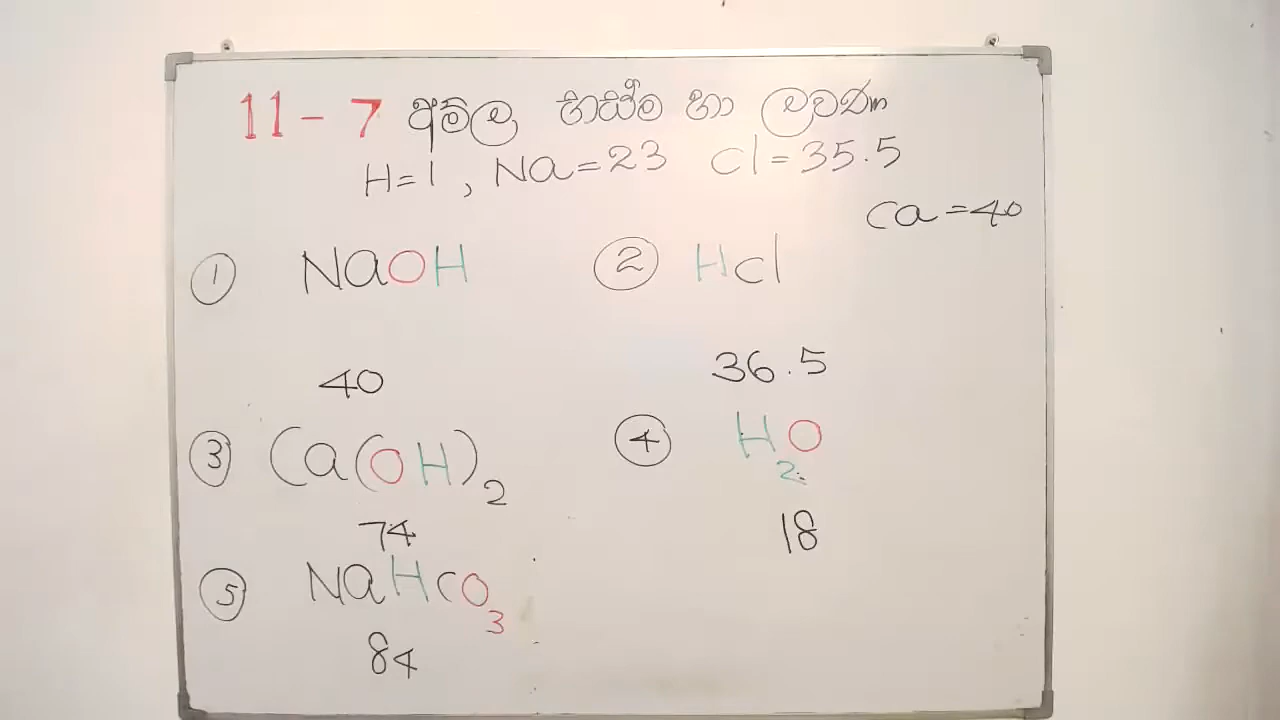 11 - 7 අම්ල භස්ම හා ලවණ
H=1 , Na=23 Cl=35.5
Ca=40
① NaOH
② HCl
40
36.5
③ Ca(OH)₂
④ H₂O
74
18
⑤ NaHCO₃
84